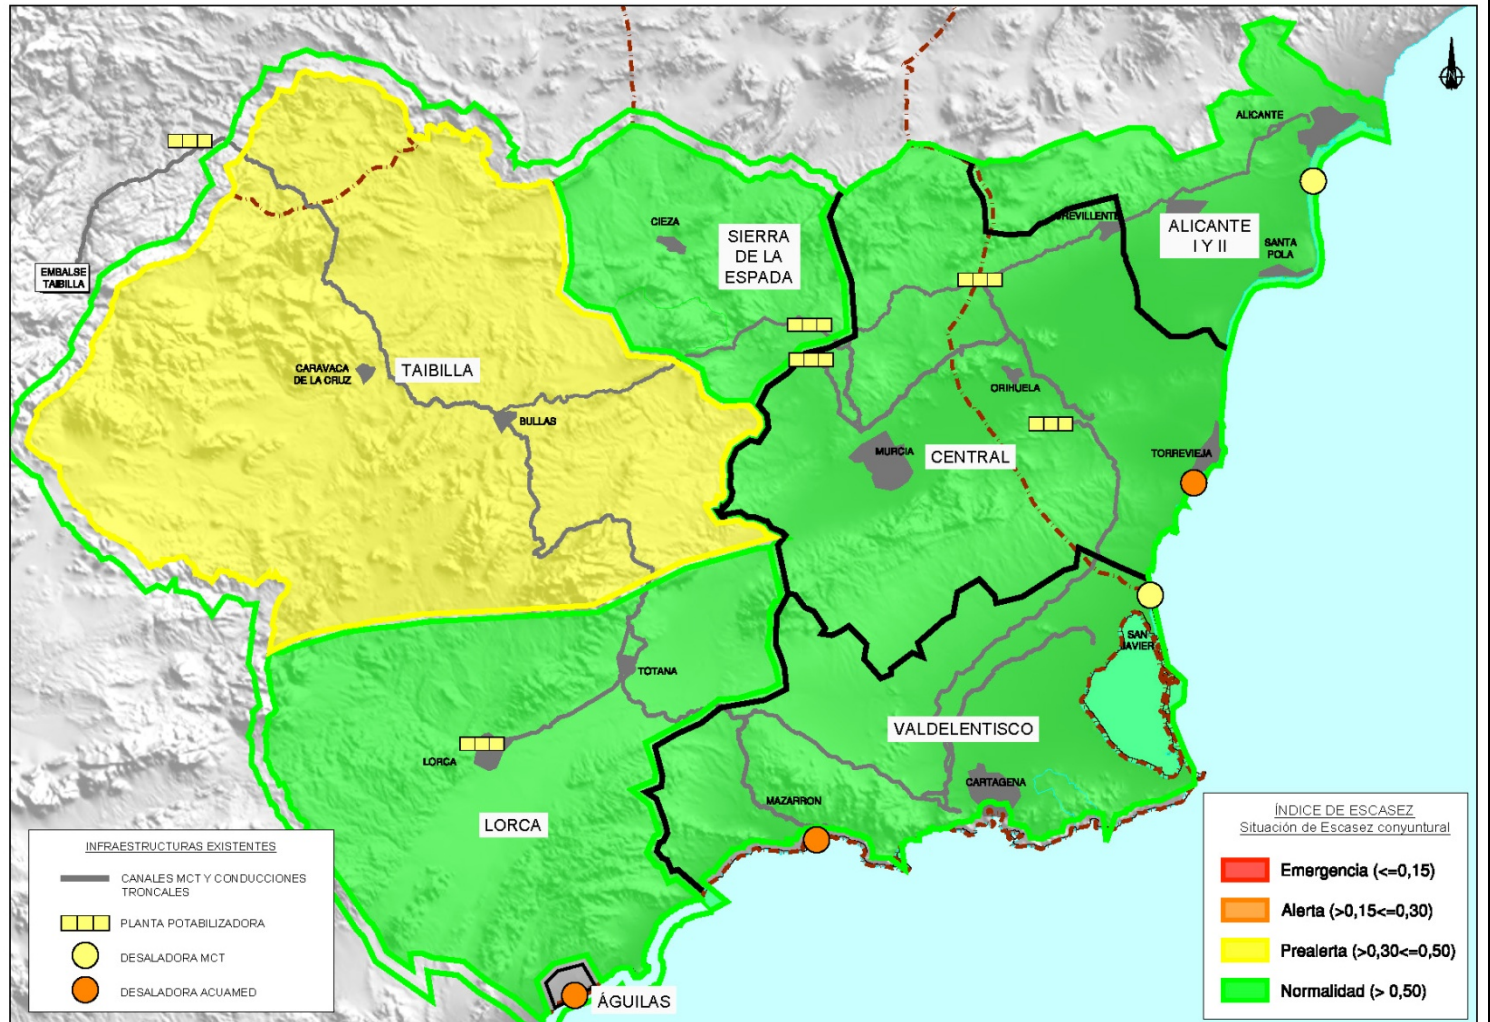 ALICANTE
CIEZA
SIERRA
DE LA
ESPADA
CREVILLENTE
ALICANTE
I Y II
SANTA
POLA
EMBALSE
TAIBILLA
CARAVACA
DE LA CRUZ
TAIBILLA
BULLAS
ORIHUELA
MURCIA
CENTRAL
TORREVIEJA
SAN
JAVIER
TOTANA
VALDELENTISCO
LORCA
CARTAGENA
MAZARRON
LORCA
ÁGUILAS
INFRAESTRUCTURAS EXISTENTES
CANALES MCT Y CONDUCCIONES
TRONCALES
PLANTA POTABILIZADORA
DESALADORA MCT
DESALADORA ACUAMED
ÍNDICE DE ESCASEZ
Situación de Escasez conyuntural
Emergencia (<=0,15)
Alerta (>0,15<=0,30)
Prealerta (>0,30<=0,50)
Normalidad (> 0,50)